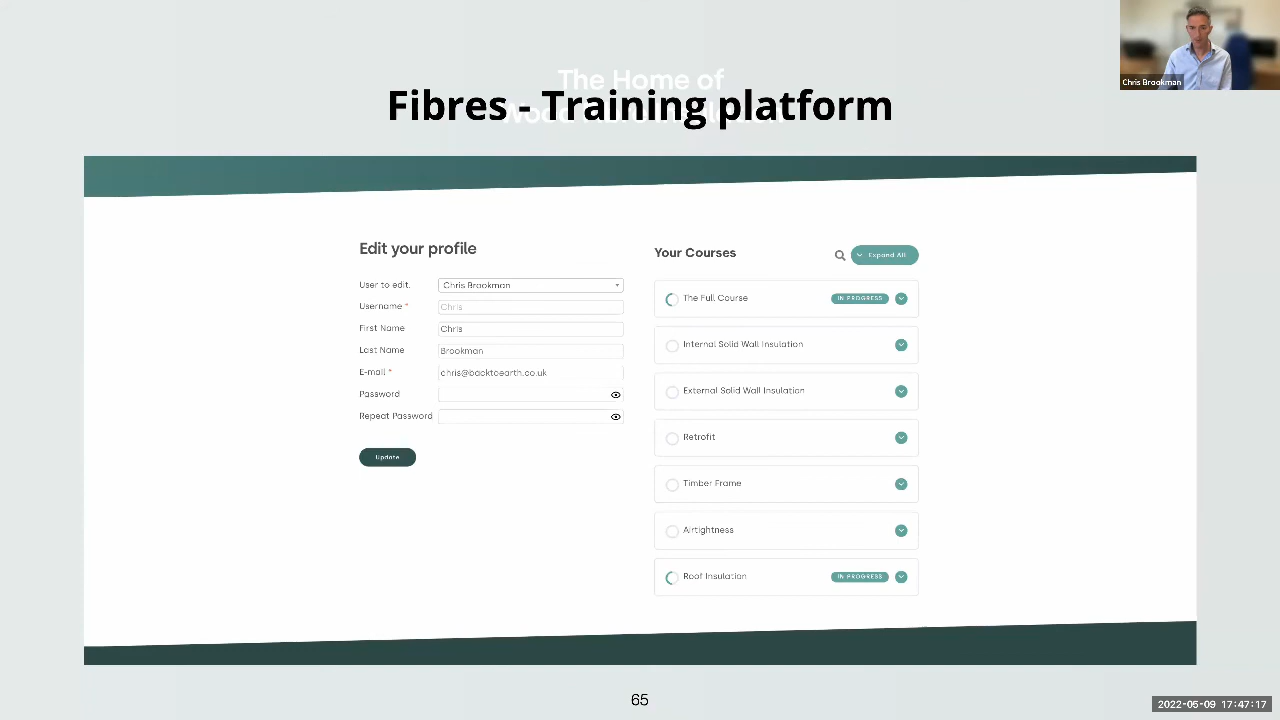 The Home of
Fibres - Training platform
Chris Brookman
Edit your profile
User to edit:
Chris Brookman
Username *
Chris
First Name
Chris
Last Name
Brookman
E-mail *
chris@backtoearth.co.uk
Password
Repeat Password
Update
Your Courses
Expand All
The Full Course
IN PROGRESS
Internal Solid Wall Insulation
External Solid Wall Insulation
Retrofit
Timber Frame
Airtightness
Roof Insulation
IN PROGRESS
65
2022-05-09 17:47:17